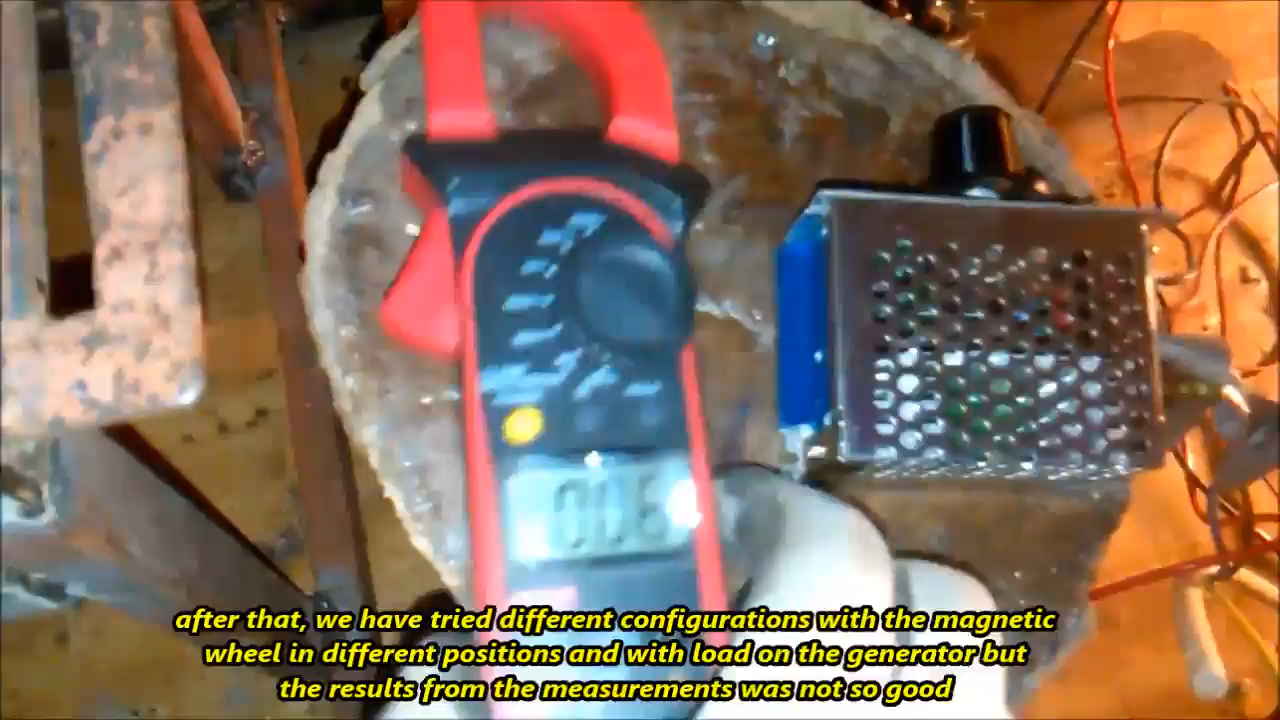 after that, we have tried different configurations with the magnetic
wheel in different positions and with load on the generator but
the results from the measurements was not so good